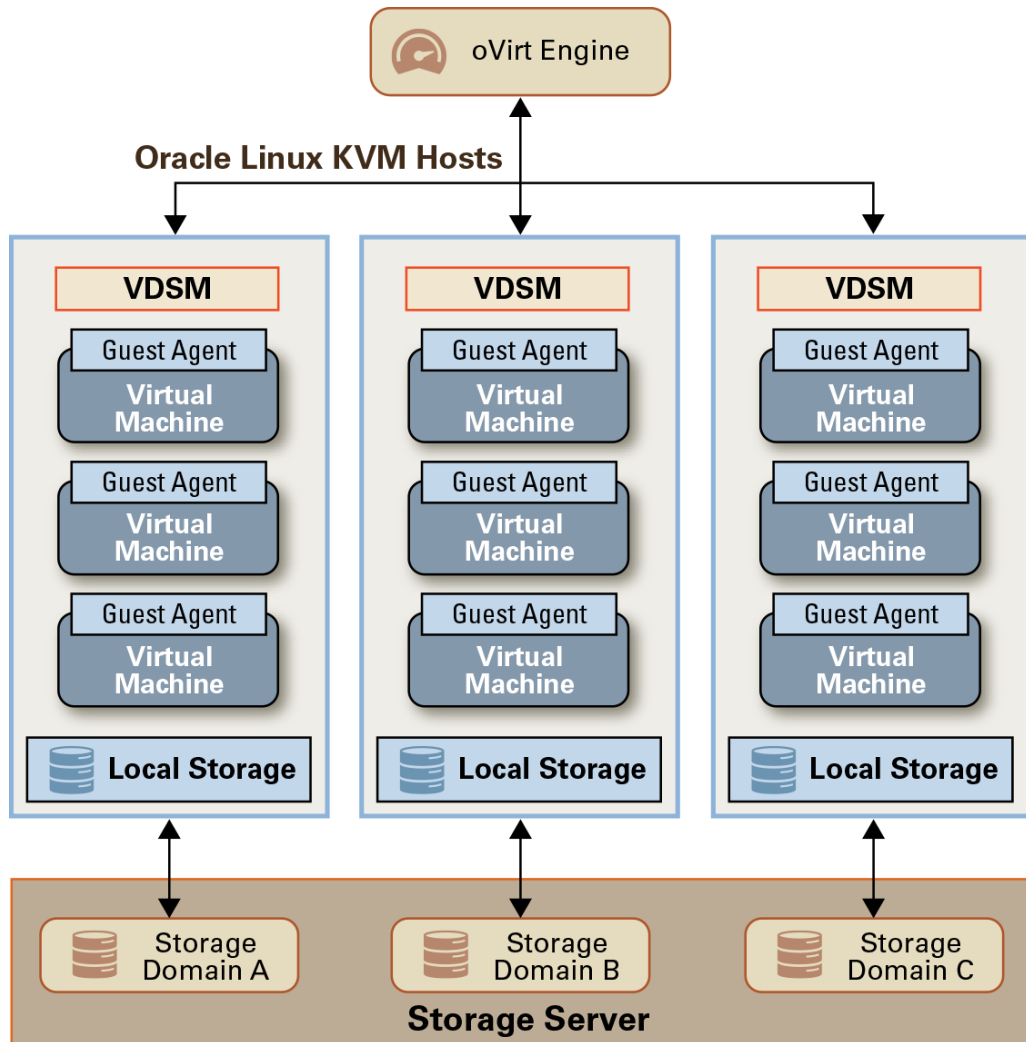 oVirt Engine
Oracle Linux KVM Hosts
VDSM
Guest Agent
Virtual
Machine
Guest Agent
Virtual
Machine
Guest Agent
Virtual
Machine
Local Storage
VDSM
Guest Agent
Virtual
Machine
Guest Agent
Virtual
Machine
Guest Agent
Virtual
Machine
Local Storage
VDSM
Guest Agent
Virtual
Machine
Guest Agent
Virtual
Machine
Guest Agent
Virtual
Machine
Local Storage
Storage
Domain A
Storage
Domain B
Storage
Domain C
Storage Server